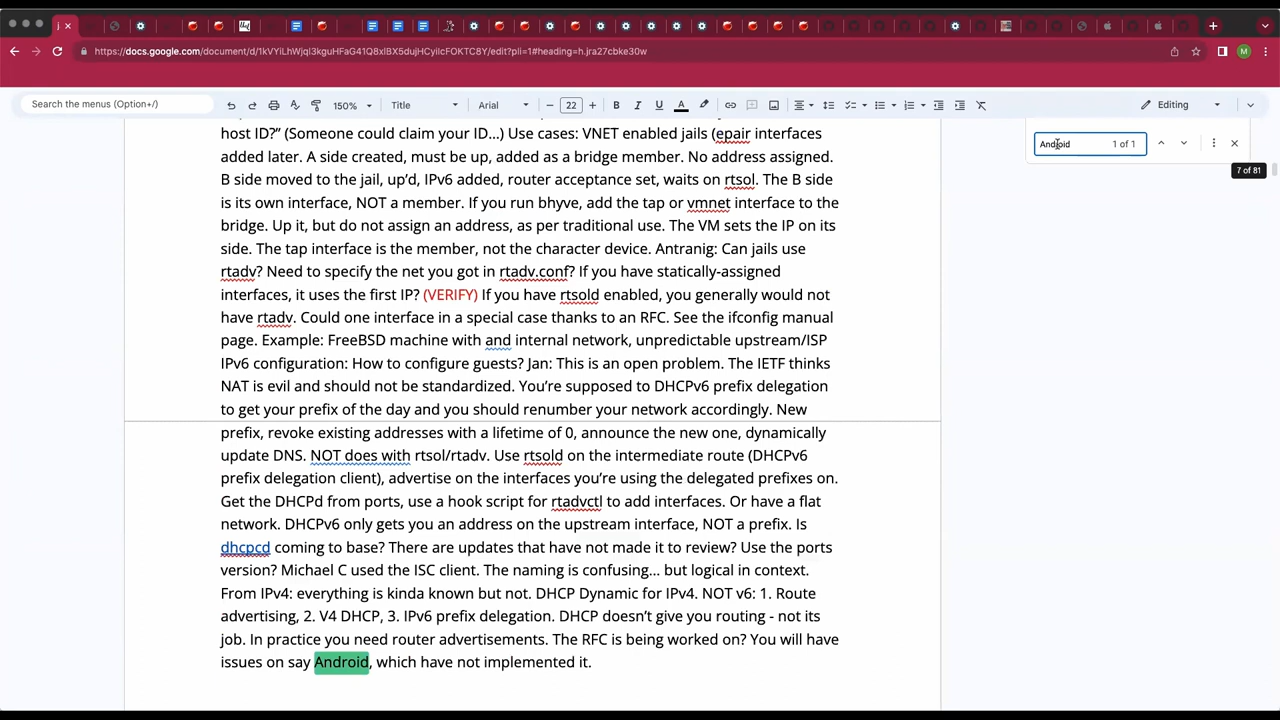 https://docs.google.com/document/d/1kVYiLhWjql3kguHFaG41Q8xlBX5dujHCyilcFOKTC8Y/edit?pli=1#heading=h.jra27cbke30w
M
Search the menus (Option+/)
150%
Title
Arial
22
B I U A
Editing
Android 1 of 1
7 of 81
host ID?” (Someone could claim your ID...) Use cases: VNET enabled jails (epair interfaces
added later. A side created, must be up, added as a bridge member. No address assigned.
B side moved to the jail, up’d, IPv6 added, router acceptance set, waits on rtsol. The B side
is its own interface, NOT a member. If you run bhyve, add the tap or vmnet interface to the
bridge. Up it, but do not assign an address, as per traditional use. The VM sets the IP on its
side. The tap interface is the member, not the character device. Antranig: Can jails use
rtadv? Need to specify the net you got in rtadv.conf? If you have statically-assigned
interfaces, it uses the first IP? (VERIFY) If you have rtsold enabled, you generally would not
have rtadv. Could one interface in a special case thanks to an RFC. See the ifconfig manual
page. Example: FreeBSD machine with and internal network, unpredictable upstream/ISP
IPv6 configuration: How to configure guests? Jan: This is an open problem. The IETF thinks
NAT is evil and should not be standardized. You’re supposed to DHCPv6 prefix delegation
to get your prefix of the day and you should renumber your network accordingly. New
prefix, revoke existing addresses with a lifetime of 0, announce the new one, dynamically
update DNS. NOT does with rtsol/rtadv. Use rtsold on the intermediate route (DHCPv6
prefix delegation client), advertise on the interfaces you’re using the delegated prefixes on.
Get the DHCPd from ports, use a hook script for rtadvctl to add interfaces. Or have a flat
network. DHCPv6 only gets you an address on the upstream interface, NOT a prefix. Is
dhcpcd coming to base? There are updates that have not made it to review? Use the ports
version? Michael C used the ISC client. The naming is confusing... but logical in context.
From IPv4: everything is kinda known but not. DHCP Dynamic for IPv4. NOT v6: 1. Route
advertising, 2. V4 DHCP, 3. IPv6 prefix delegation. DHCP doesn’t give you routing - not its
job. In practice you need router advertisements. The RFC is being worked on? You will have
issues on say Android, which have not implemented it.